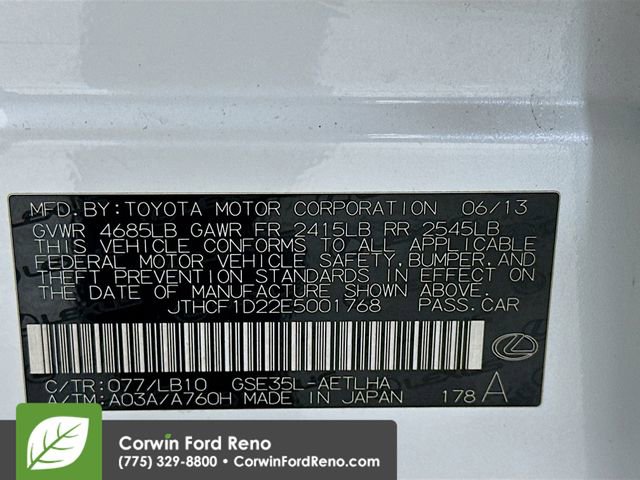 MFD.BY:TOYOTA MOTOR CORPORATION 06/13
GVWR 4685LB GAWR FR 2415LB RR 2545LB
THIS VEHICLE CONFORMS TO ALL APPLICABLE
FEDERAL MOTOR VEHICLE SAFETY,BUMPER,AND
THEFT PREVENTION STANDARDS IN EFFECT ON
THE DATE OF MANUFACTURE SHOWN ABOVE.
JTHCF1D22E5001768 PASS.CAR
C/TR:077/LB10 GSE35L-AETLHA
A/TM:A03A/A760H MADE IN JAPAN 178 A
Corwin Ford Reno
(775) 329-8800 • CorwinFordReno.com